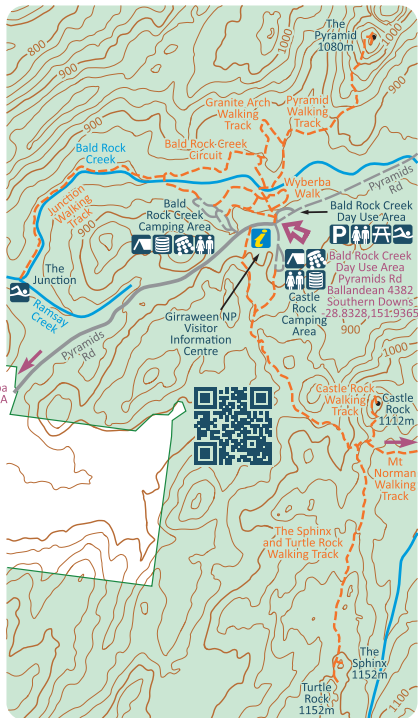 The
Pyramid
1080m
1000
1000
800
900
900
900
Granite Arch
Walking
Track
Pyramid
Walking
Track
Bald Rock Creek
Circuit
Bald Rock
Creek
900
Junction
Walking
Track
Wyberba
Walk
Pyramids
Rd
Bald
Rock Creek
Camping Area
Bald Rock Creek
Day Use Area
P
i
Bald Rock Creek
Day Use Area
Pyramids Rd
Ballandean 4382
Southern Downs
-28.8328,151.9365
The
Junction
Ramsay
Creek
Castle
Rock
Camping
Area
900
Girraween NP
Visitor
Information
Centre
Pyramids
Rd
1000
Castle Rock
Walking
Track
Castle
Rock
1112m
Mt
Norman
Walking
Track
The Sphinx
and Turtle Rock
Walking Track
The
Sphinx
1152m
Turtle
Rock
1152m
1100